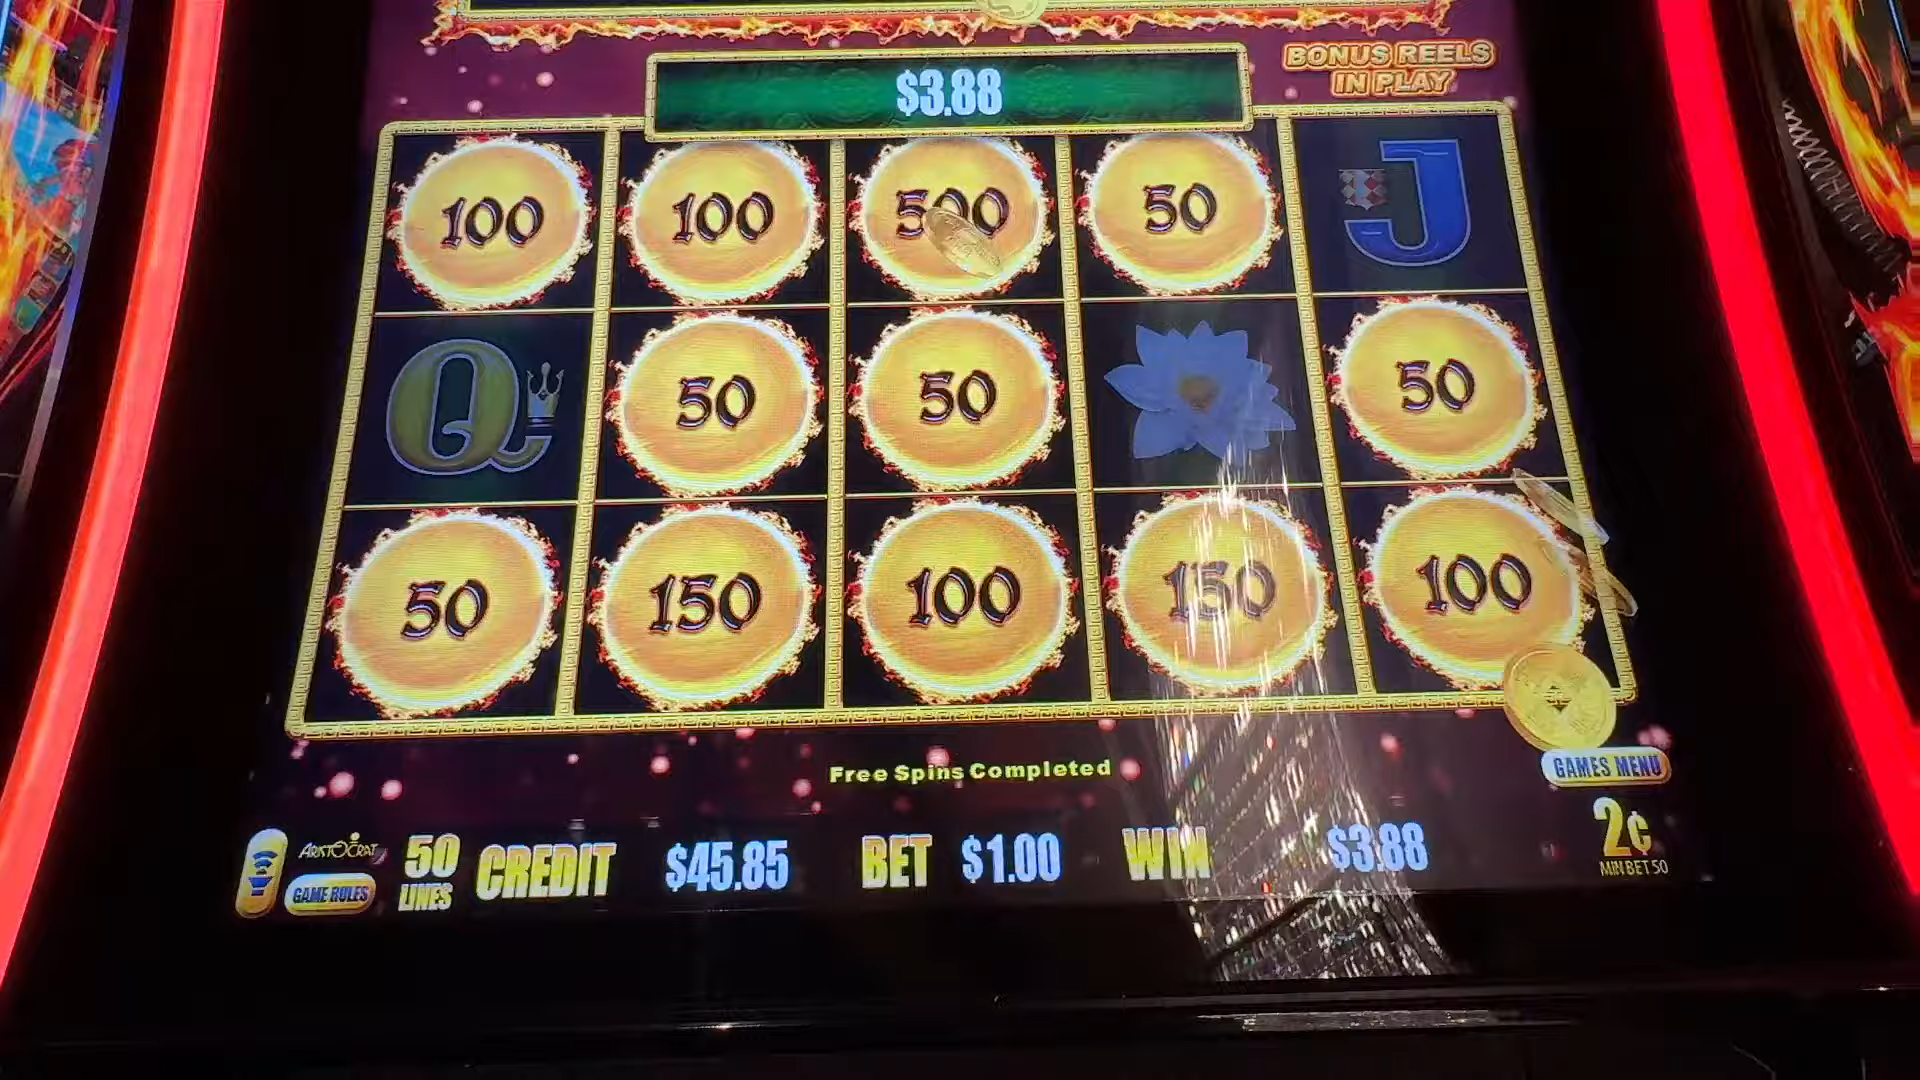 $3.88
BONUS REELS
IN PLAY
100 100 500 50 J
Q 50 50 50
50 150 100 150 100
Free Spins Completed
GAMES MENU
ARISTOCRAT
GAME RULES
50
LINES
CREDIT $45.85 BET $1.00 WIN $3.88
2¢
MIN BET 50